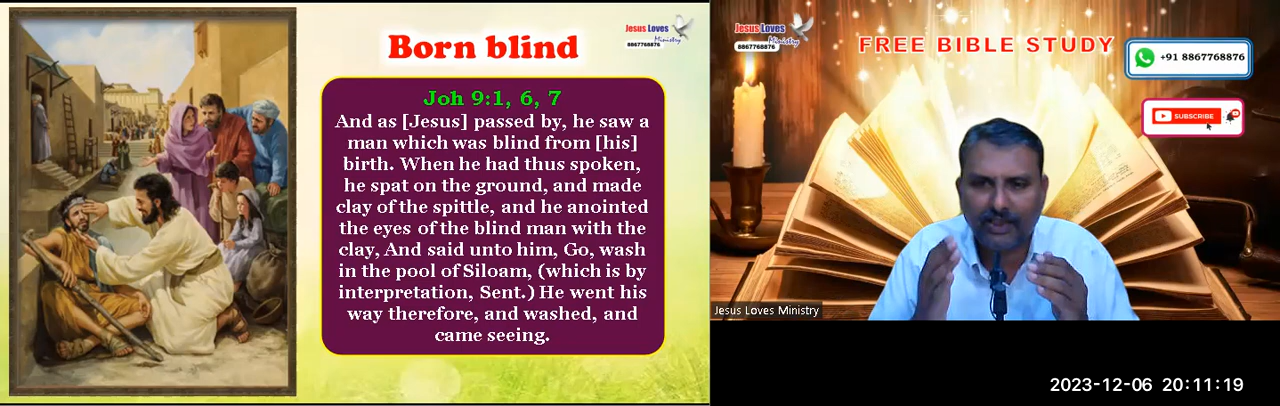 Born blind
Jesus Loves
Ministry
8867768876
Joh 9:1, 6, 7
And as [Jesus] passed by, he saw a
man which was blind from [his]
birth. When he had thus spoken,
he spat on the ground, and made
clay of the spittle, and he anointed
the eyes of the blind man with the
clay, And said unto him, Go, wash
in the pool of Siloam, (which is by
interpretation, Sent.) He went his
way therefore, and washed, and
came seeing.
Jesus Loves
Ministry
8867768876
FREE BIBLE STUDY
+91 8867768876
SUBSCRIBE
Jesus Loves Ministry
2023-12-06 20:11:19